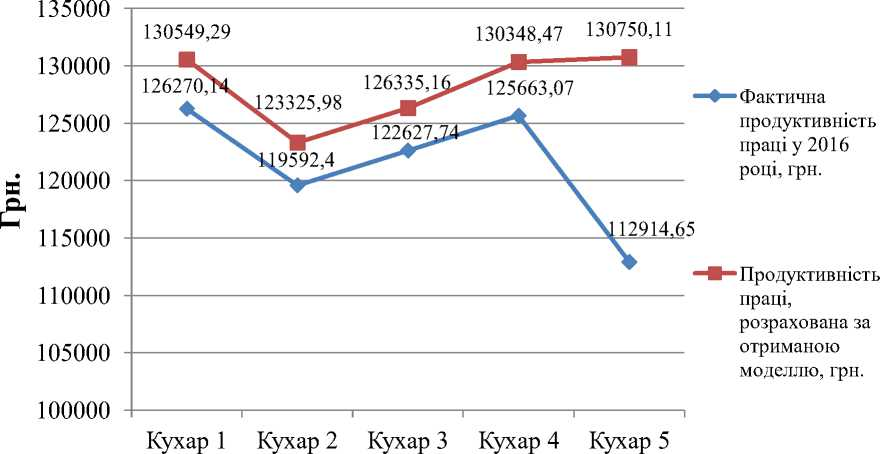 Грн.
135000
130000
125000
120000
115000
110000
105000
100000
130549,29
126270,14
123325,98
119592,4
126335,16
122627,74
130348,47
125663,07
130750,11
112914,65
Кухар 1
Кухар 2
Кухар 3
Кухар 4
Кухар 5
Фактична
продуктивність
праці у 2016
році, грн.
Продуктивність
праці,
розрахована за
отриманою
моделлю, грн.